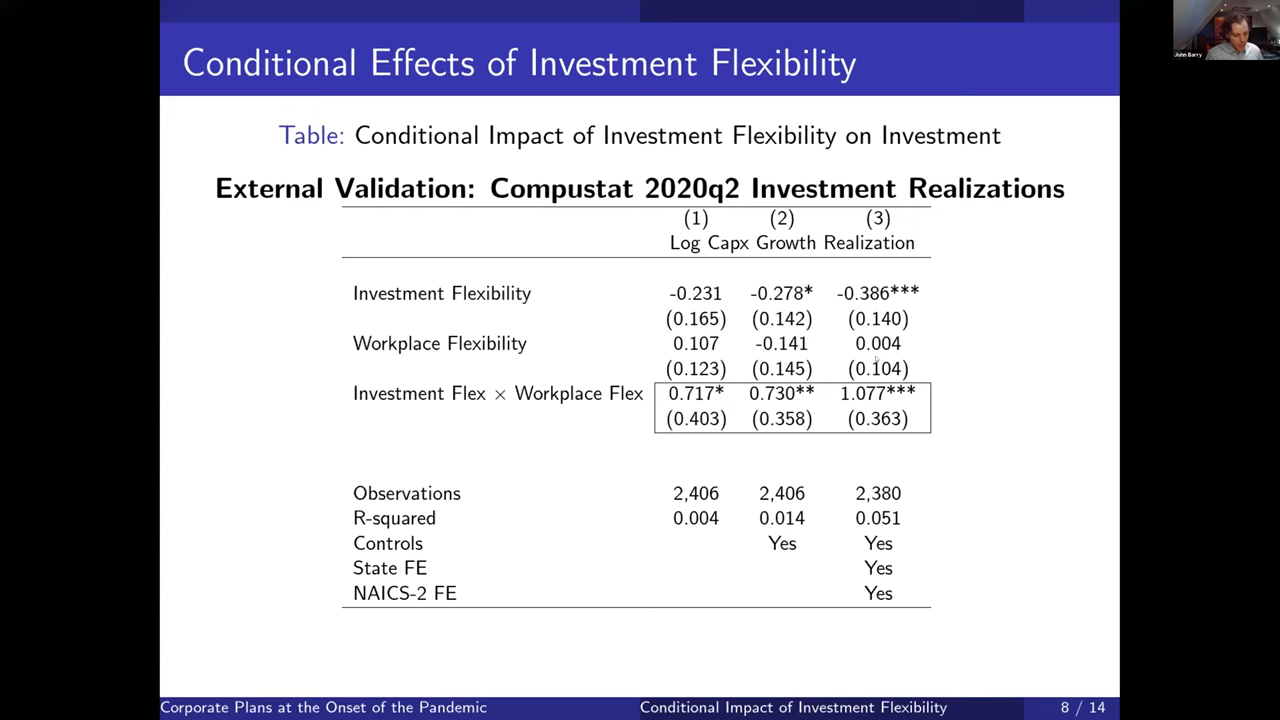 Conditional Effects of Investment Flexibility
John Barry
Table: Conditional Impact of Investment Flexibility on Investment
External Validation: Compustat 2020q2 Investment Realizations
(1) (2) (3)
Log Capx Growth Realization
Investment Flexibility -0.231 -0.278* -0.386***
(0.165) (0.142) (0.140)
Workplace Flexibility 0.107 -0.141 0.004
(0.123) (0.145) (0.104)
Investment Flex × Workplace Flex 0.717* 0.730** 1.077***
(0.403) (0.358) (0.363)
Observations 2,406 2,406 2,380
R-squared 0.004 0.014 0.051
Controls Yes Yes
State FE Yes
NAICS-2 FE Yes
Corporate Plans at the Onset of the Pandemic Conditional Impact of Investment Flexibility 8 / 14